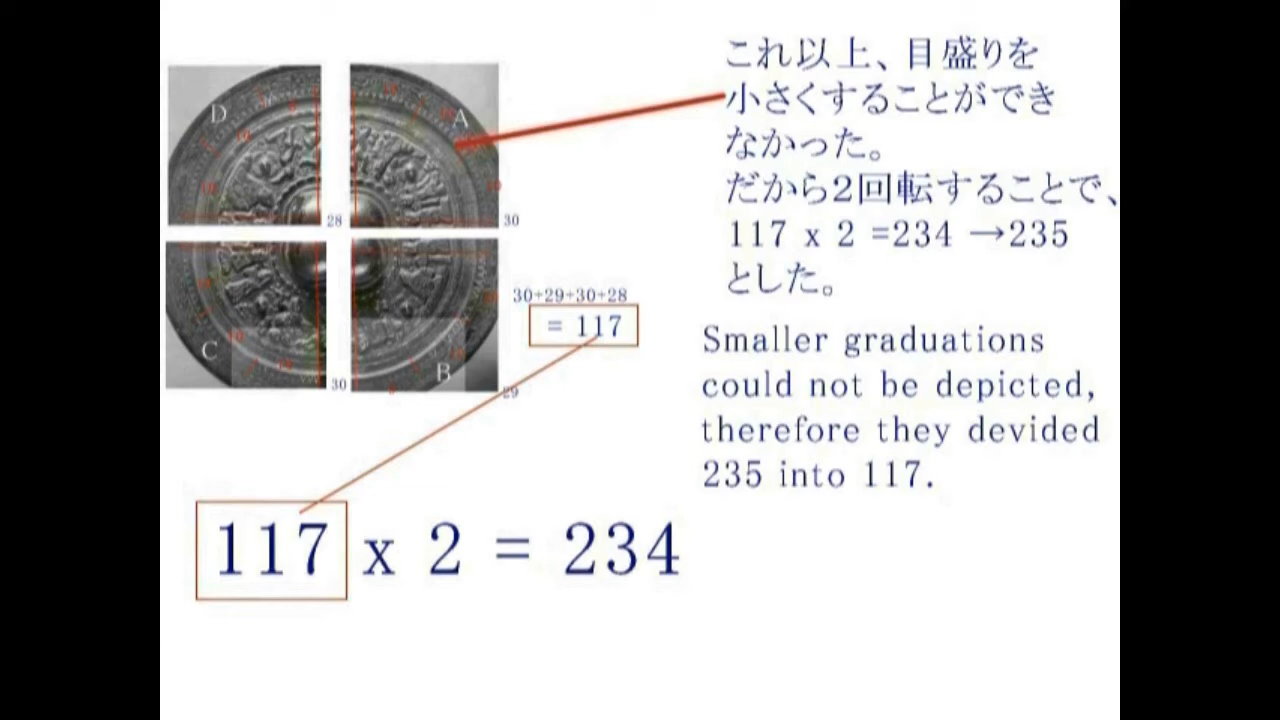 これ以上、目盛りを
小さくすることができ
なかった。
だから２回転することで、
117 x 2 =234 →235
とした。
Smaller graduations
could not be depicted,
therefore they devided
235 into 117.
D
A
28
30
C
B
30
29
30+29+30+28
= 117
117 x 2 = 234